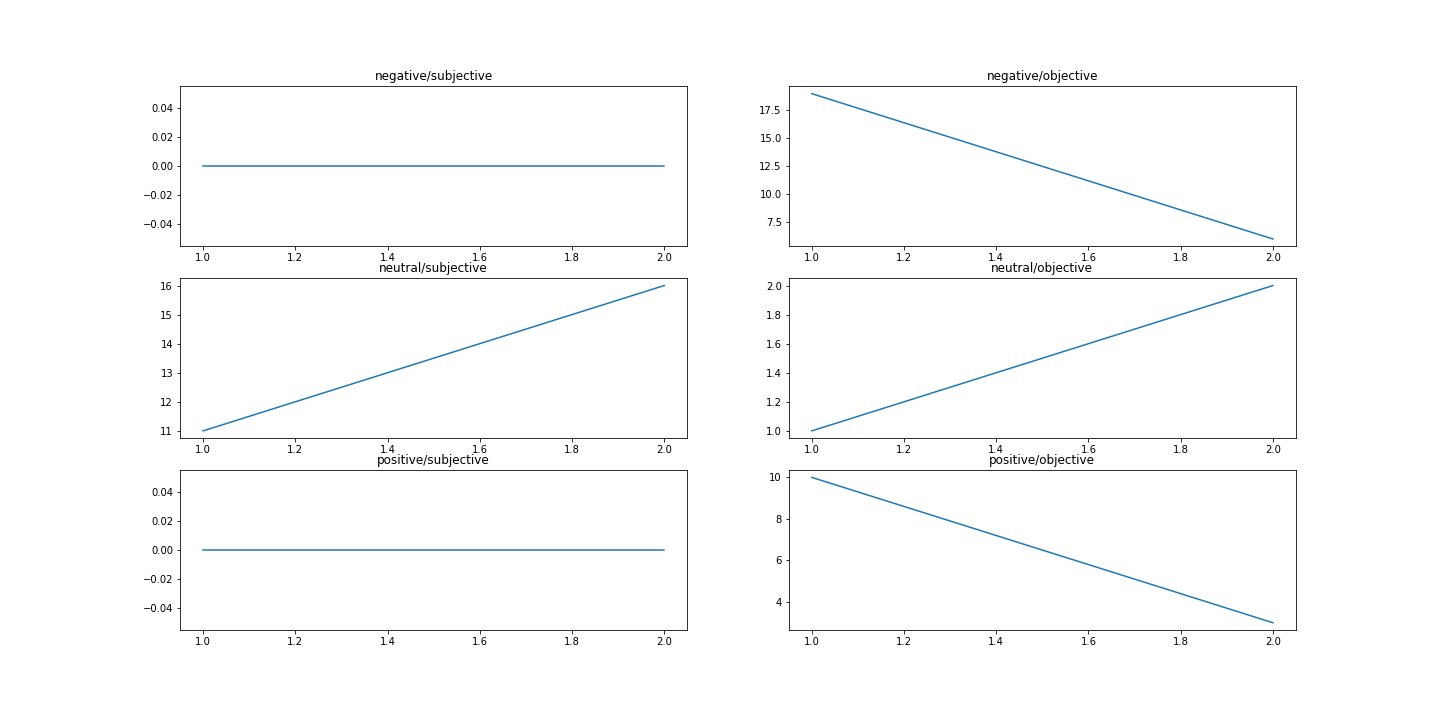 negative/subjective
0.04
0.02
0.00
−0.02
−0.04
1.0 1.2 1.4 1.6 1.8 2.0
negative/objective
17.5
15.0
12.5
10.0
7.5
1.0 1.2 1.4 1.6 1.8 2.0
neutral/subjective
16
15
14
13
12
11
1.0 1.2 1.4 1.6 1.8 2.0
neutral/objective
2.0
1.8
1.6
1.4
1.2
1.0
1.0 1.2 1.4 1.6 1.8 2.0
positive/subjective
0.04
0.02
0.00
−0.02
−0.04
1.0 1.2 1.4 1.6 1.8 2.0
positive/objective
10
8
6
4
1.0 1.2 1.4 1.6 1.8 2.0